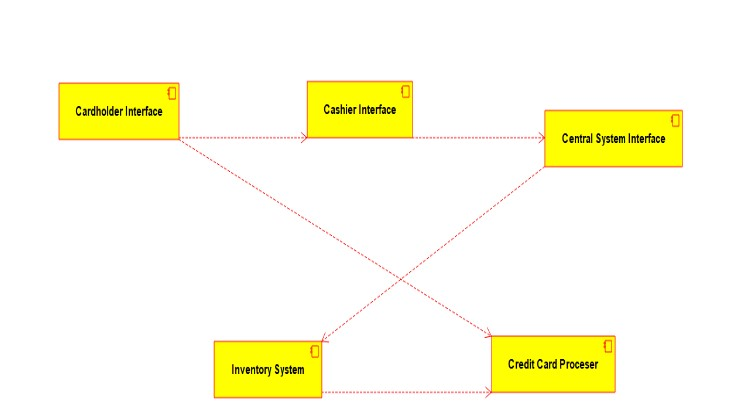 Cardholder Interface
Cashier Interface
Central System Interface
Inventory System
Credit Card Proceser